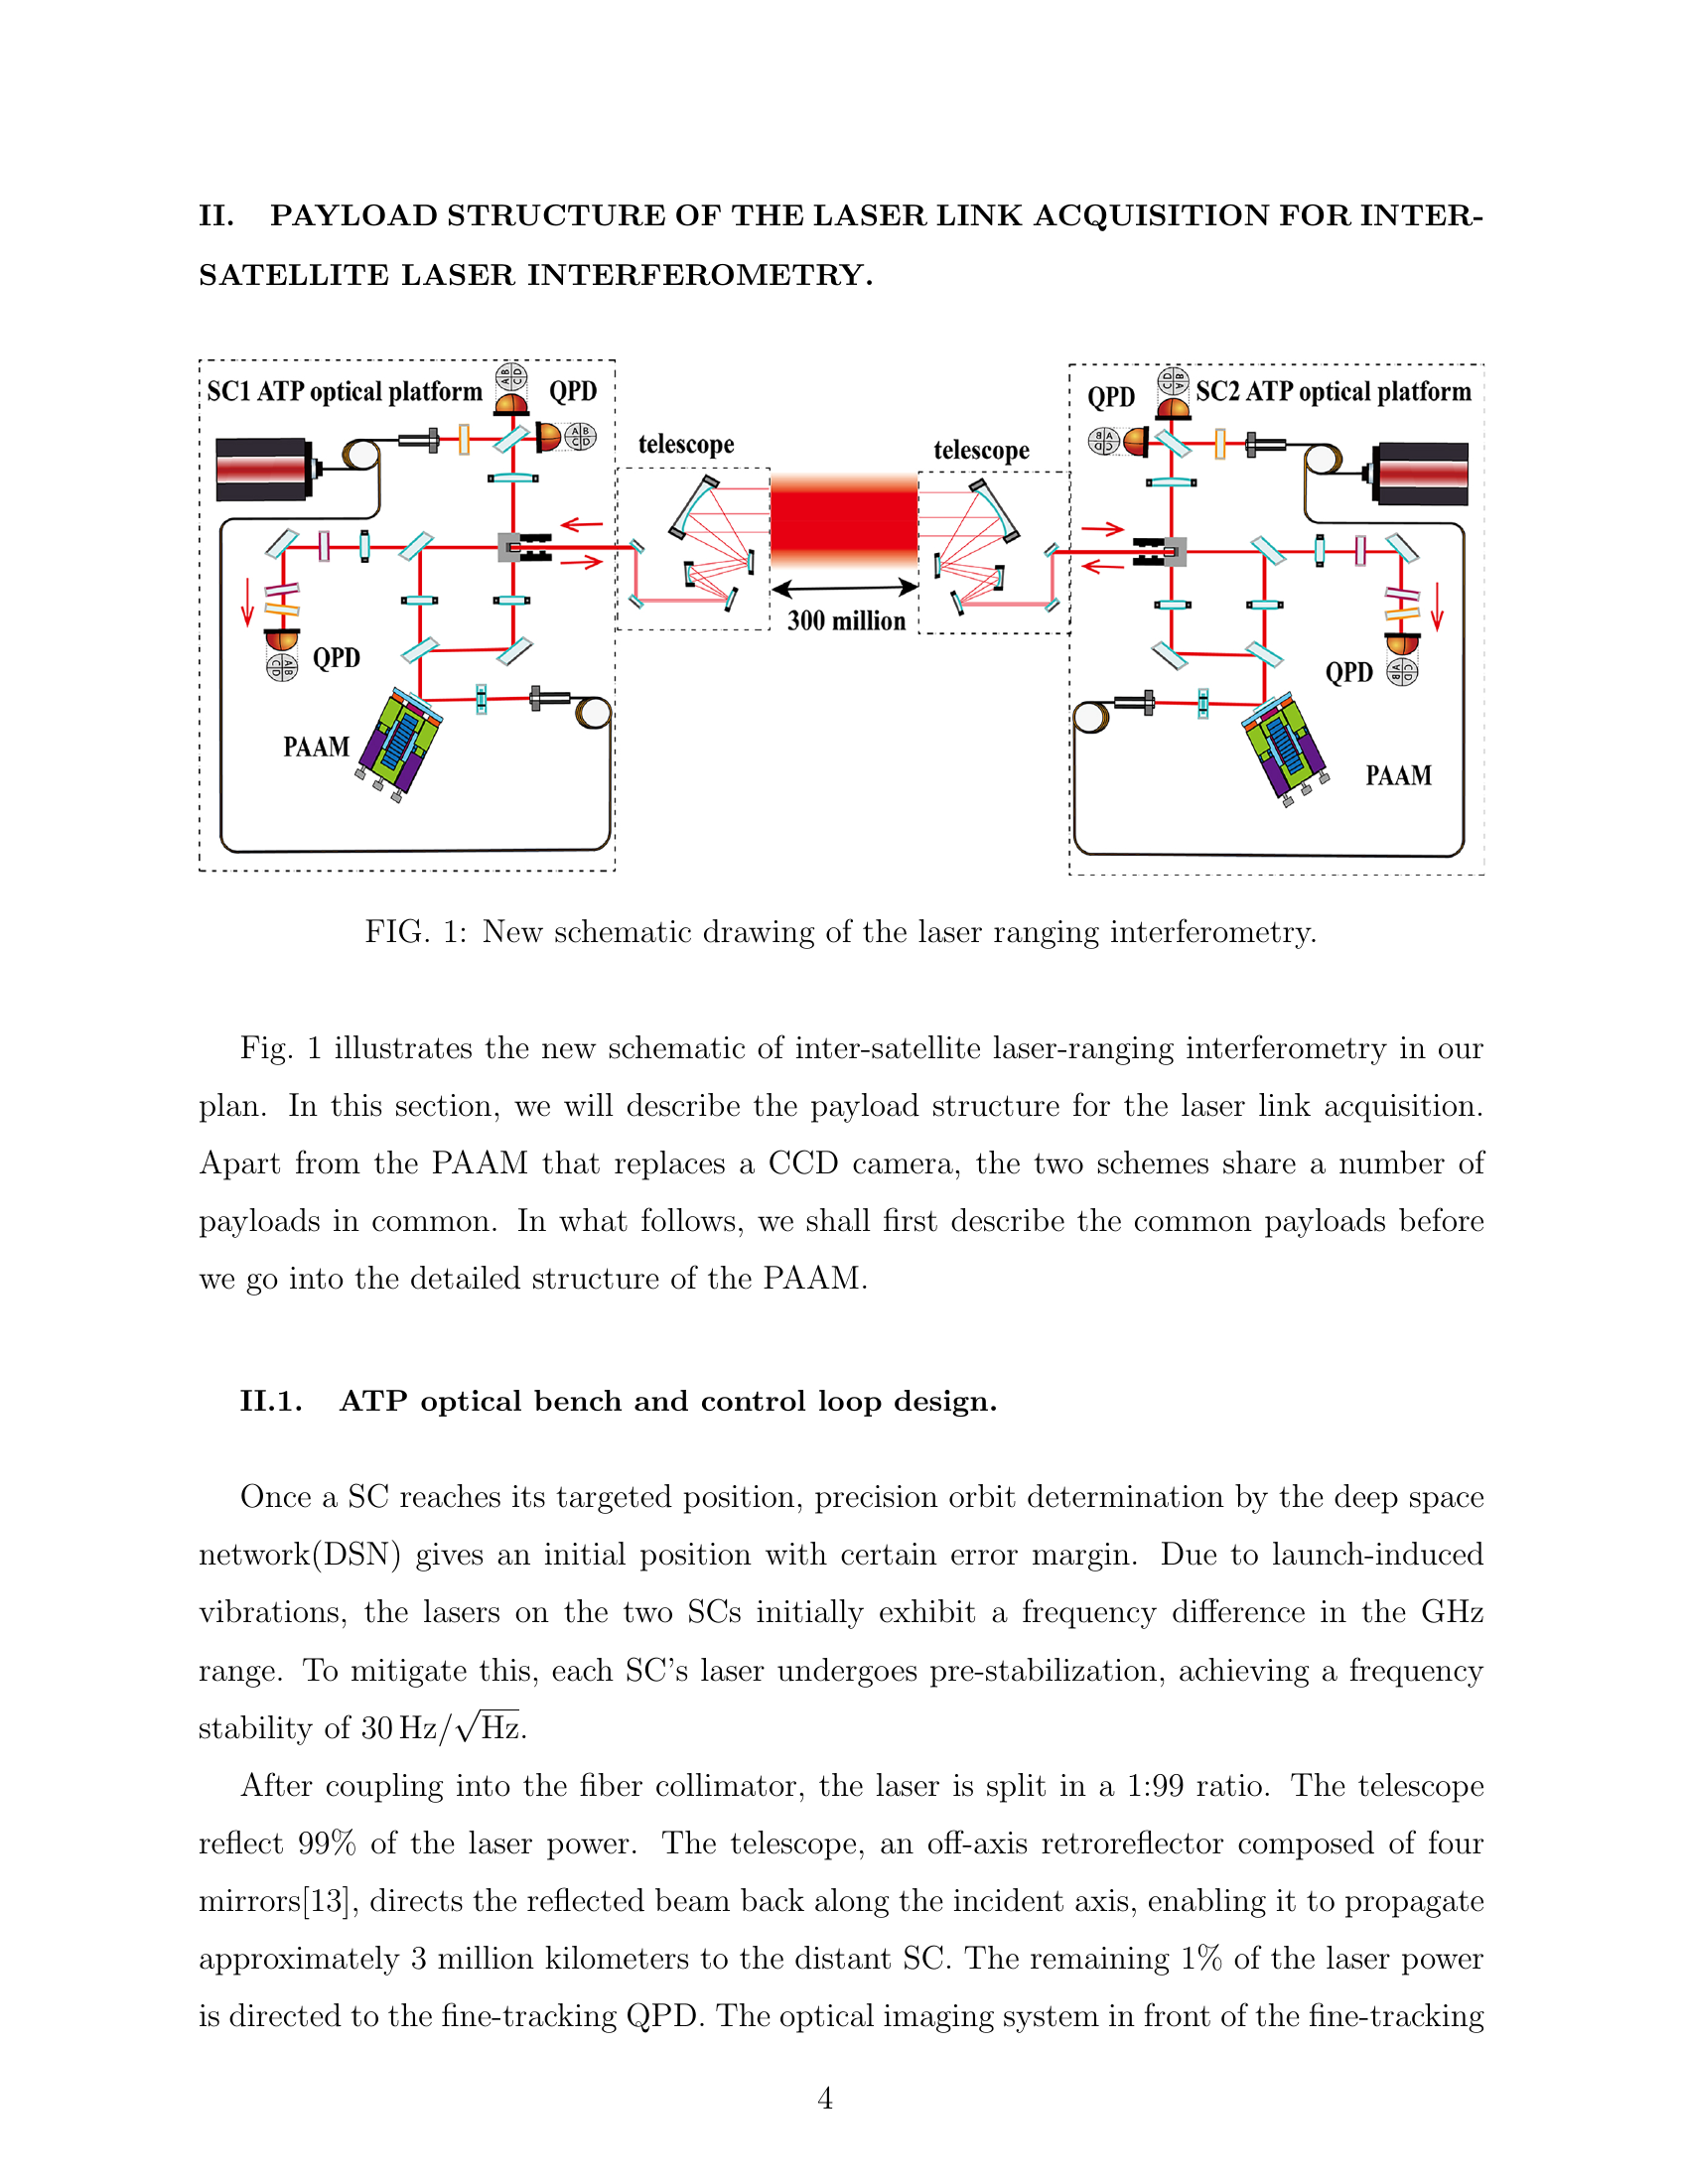 II. PAYLOAD STRUCTURE OF THE LASER LINK ACQUISITION FOR INTER-
SATELLITE LASER INTERFEROMETRY.
SC1 ATP optical platform
QPD
telescope
QPD
PAAM
300 million
telescope
QPD
SC2 ATP optical platform
QPD
PAAM
FIG. 1: New schematic drawing of the laser ranging interferometry.
Fig. 1 illustrates the new schematic of inter-satellite laser-ranging interferometry in our
plan. In this section, we will describe the payload structure for the laser link acquisition.
Apart from the PAAM that replaces a CCD camera, the two schemes share a number of
payloads in common. In what follows, we shall first describe the common payloads before
we go into the detailed structure of the PAAM.
II.1. ATP optical bench and control loop design.
Once a SC reaches its targeted position, precision orbit determination by the deep space
network(DSN) gives an initial position with certain error margin. Due to launch-induced
vibrations, the lasers on the two SCs initially exhibit a frequency difference in the GHz
range. To mitigate this, each SC's laser undergoes pre-stabilization, achieving a frequency
stability of 30 Hz/√Hz.
After coupling into the fiber collimator, the laser is split in a 1:99 ratio. The telescope
reflect 99% of the laser power. The telescope, an off-axis retroreflector composed of four
mirrors[13], directs the reflected beam back along the incident axis, enabling it to propagate
approximately 3 million kilometers to the distant SC. The remaining 1% of the laser power
is directed to the fine-tracking QPD. The optical imaging system in front of the fine-tracking
4